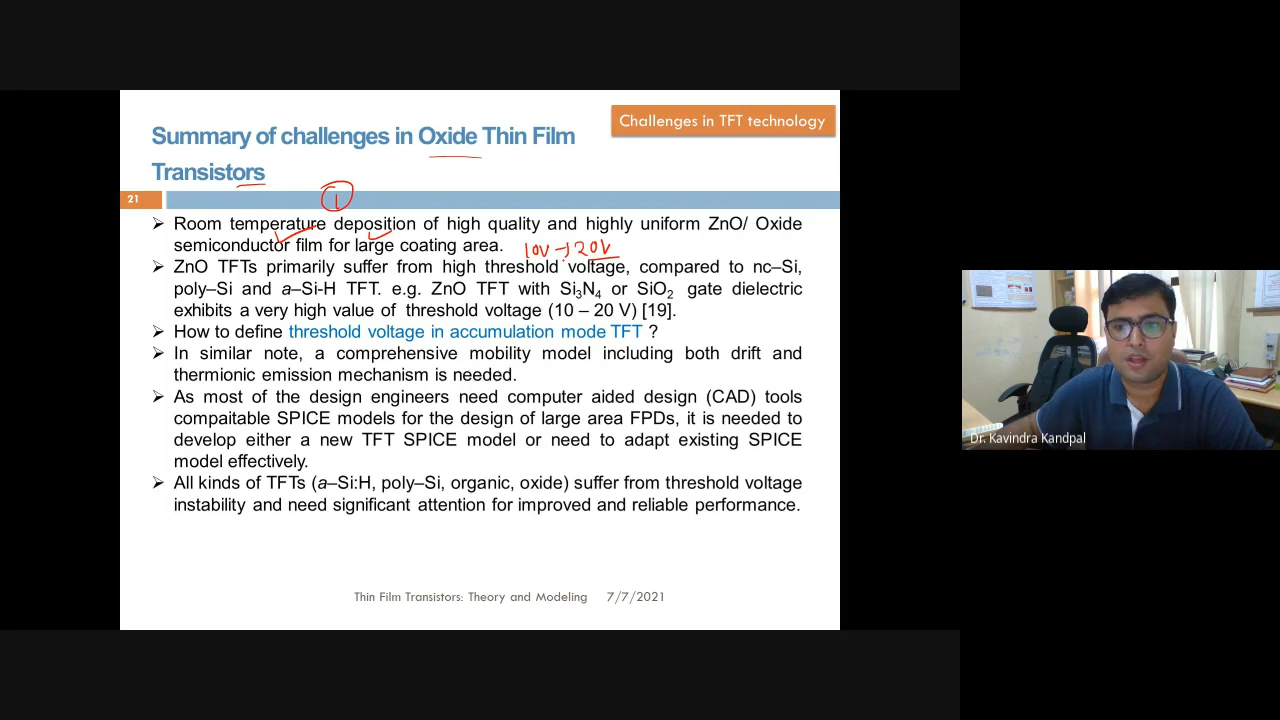 Challenges in TFT technology
Summary of challenges in Oxide Thin Film
Transistors
21
1
➢ Room temperature deposition of high quality and highly uniform ZnO/ Oxide
semiconductor film for large coating area.
10V → 20V
➢ ZnO TFTs primarily suffer from high threshold voltage, compared to nc–Si,
poly–Si and a–Si-H TFT. e.g. ZnO TFT with Si₃N₄ or SiO₂ gate dielectric
exhibits a very high value of threshold voltage (10 – 20 V) [19].
➢ How to define threshold voltage in accumulation mode TFT ?
➢ In similar note, a comprehensive mobility model including both drift and
thermionic emission mechanism is needed.
➢ As most of the design engineers need computer aided design (CAD) tools
compaitable SPICE models for the design of large area FPDs, it is needed to
develop either a new TFT SPICE model or need to adapt existing SPICE
model effectively.
➢ All kinds of TFTs (a–Si:H, poly–Si, organic, oxide) suffer from threshold voltage
instability and need significant attention for improved and reliable performance.
Thin Film Transistors: Theory and Modeling 7/7/2021
Dr. Kavindra Kandpal